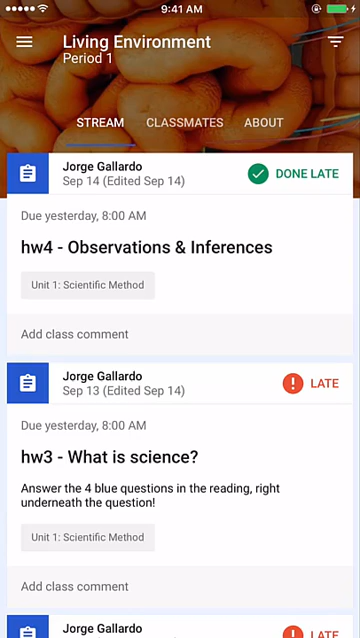 9:41 AM
Living Environment
Period 1
STREAM CLASSMATES ABOUT
Jorge Gallardo
Sep 14 (Edited Sep 14)
DONE LATE
Due yesterday, 8:00 AM
hw4 - Observations & Inferences
Unit 1: Scientific Method
Add class comment
Jorge Gallardo
Sep 13 (Edited Sep 14)
LATE
Due yesterday, 8:00 AM
hw3 - What is science?
Answer the 4 blue questions in the reading, right
underneath the question!
Unit 1: Scientific Method
Add class comment
Jorge Gallardo
LATE